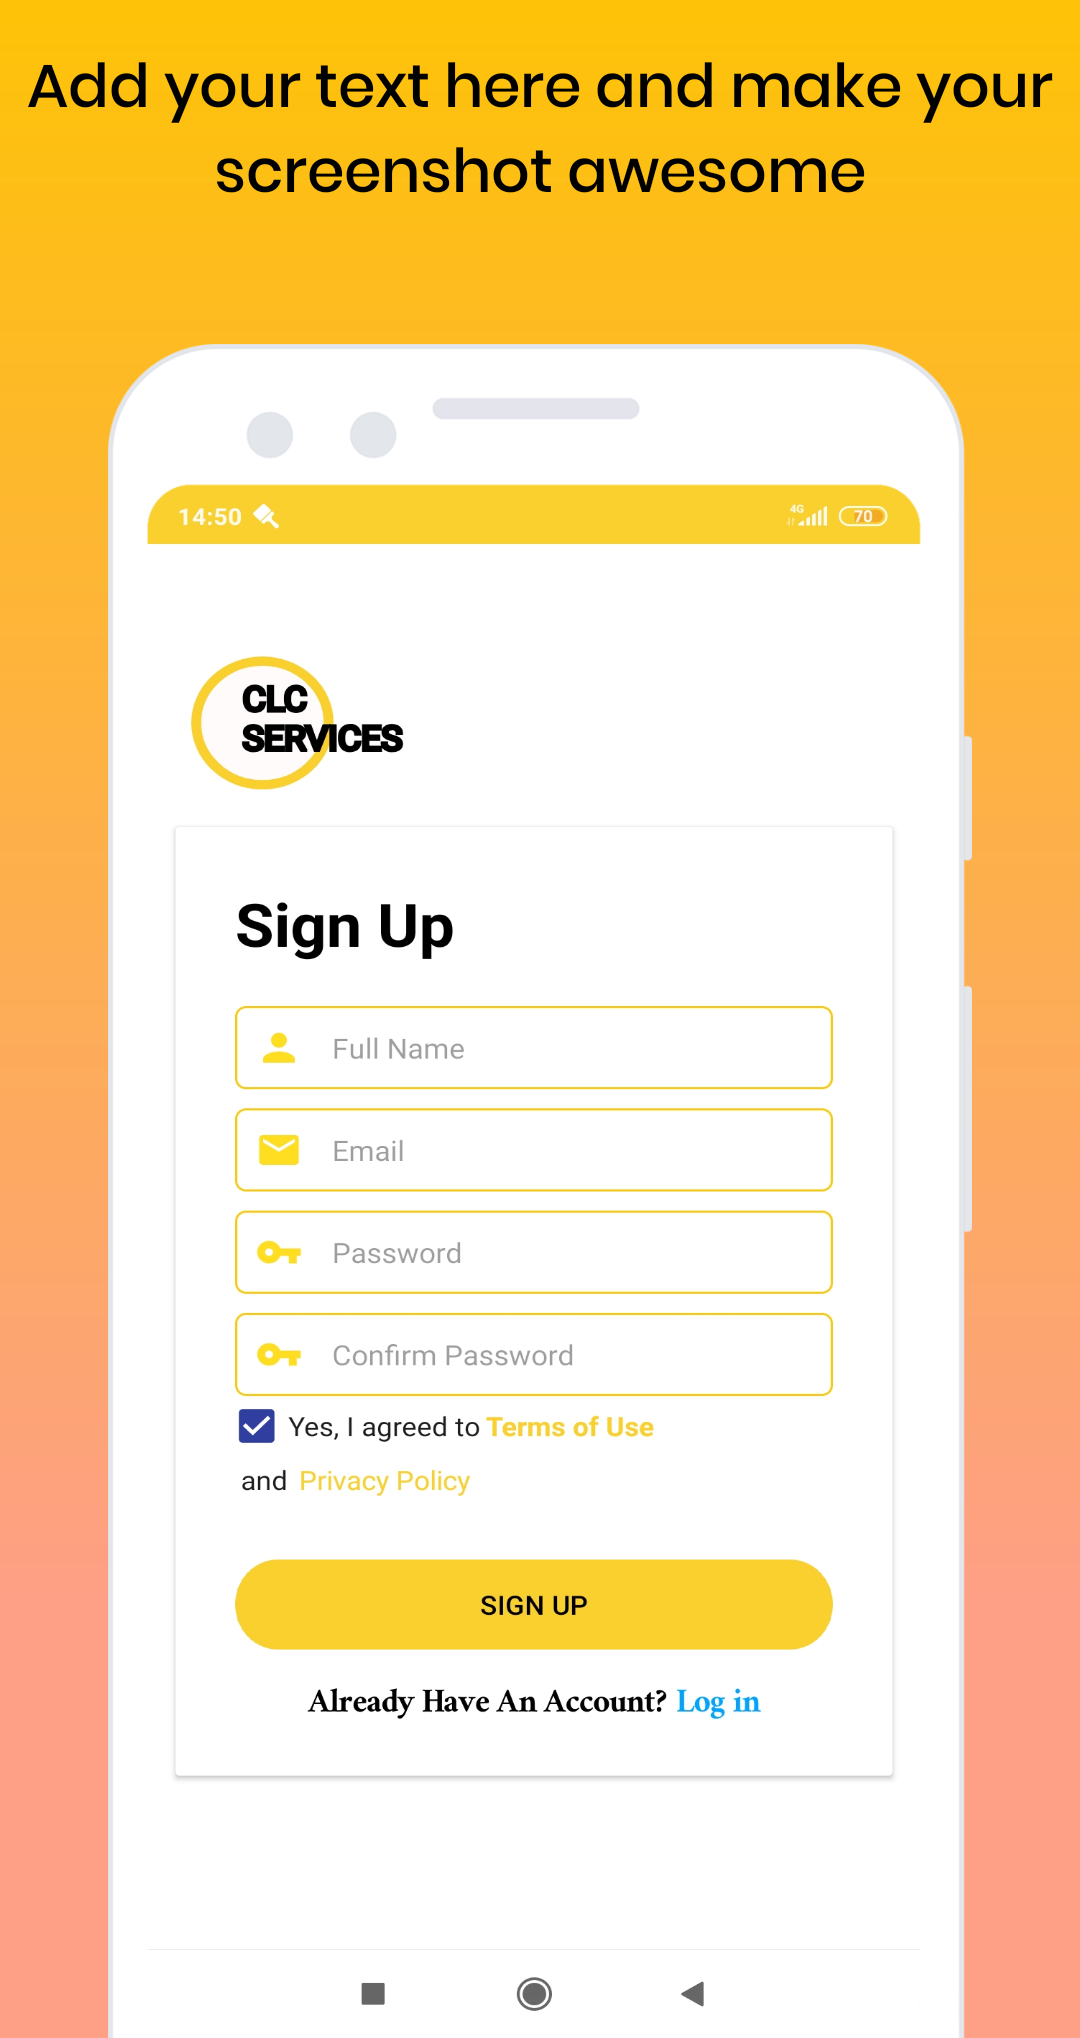 Add your text here and make your
screenshot awesome
14:50
4G
70
CLC
SERVICES
Sign Up
Full Name
Email
Password
Confirm Password
Yes, I agreed to Terms of Use
and Privacy Policy
SIGN UP
Already Have An Account? Log in